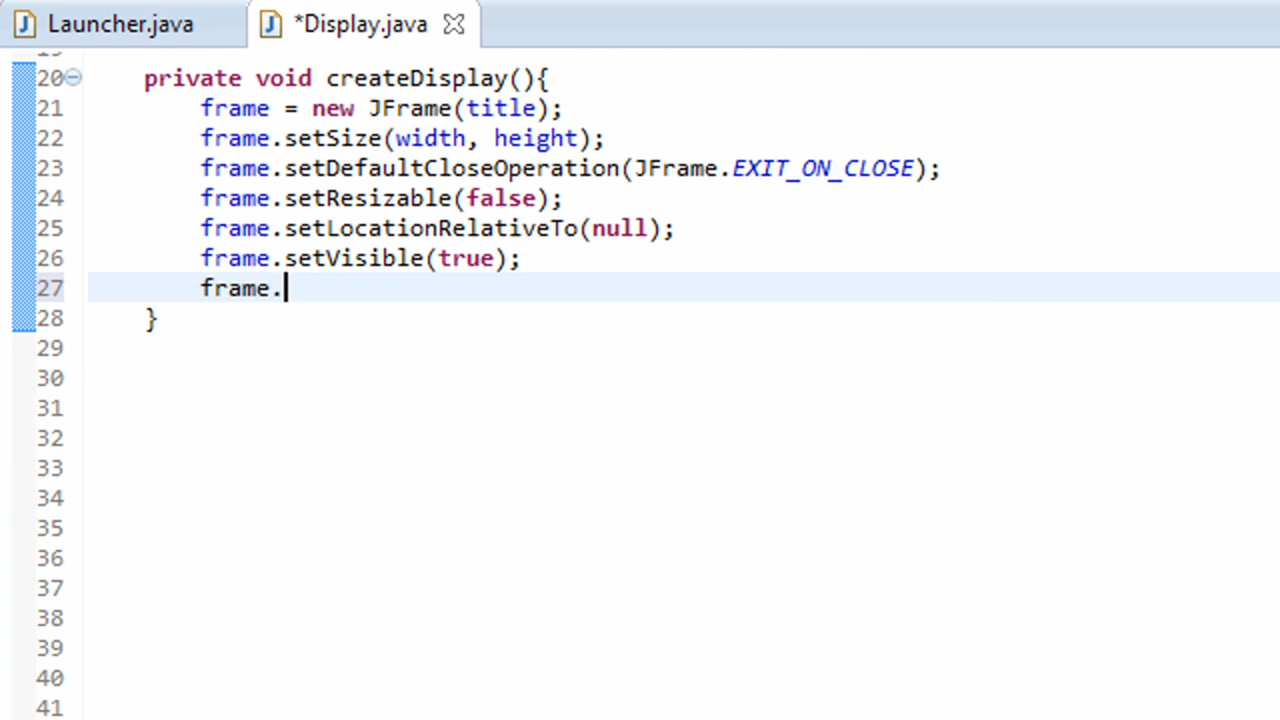 Launcher.java *Display.java
20 private void createDisplay(){
21 frame = new JFrame(title);
22 frame.setSize(width, height);
23 frame.setDefaultCloseOperation(JFrame.EXIT_ON_CLOSE);
24 frame.setResizable(false);
25 frame.setLocationRelativeTo(null);
26 frame.setVisible(true);
27 frame.
28 }
29
30
31
32
33
34
35
36
37
38
39
40
41